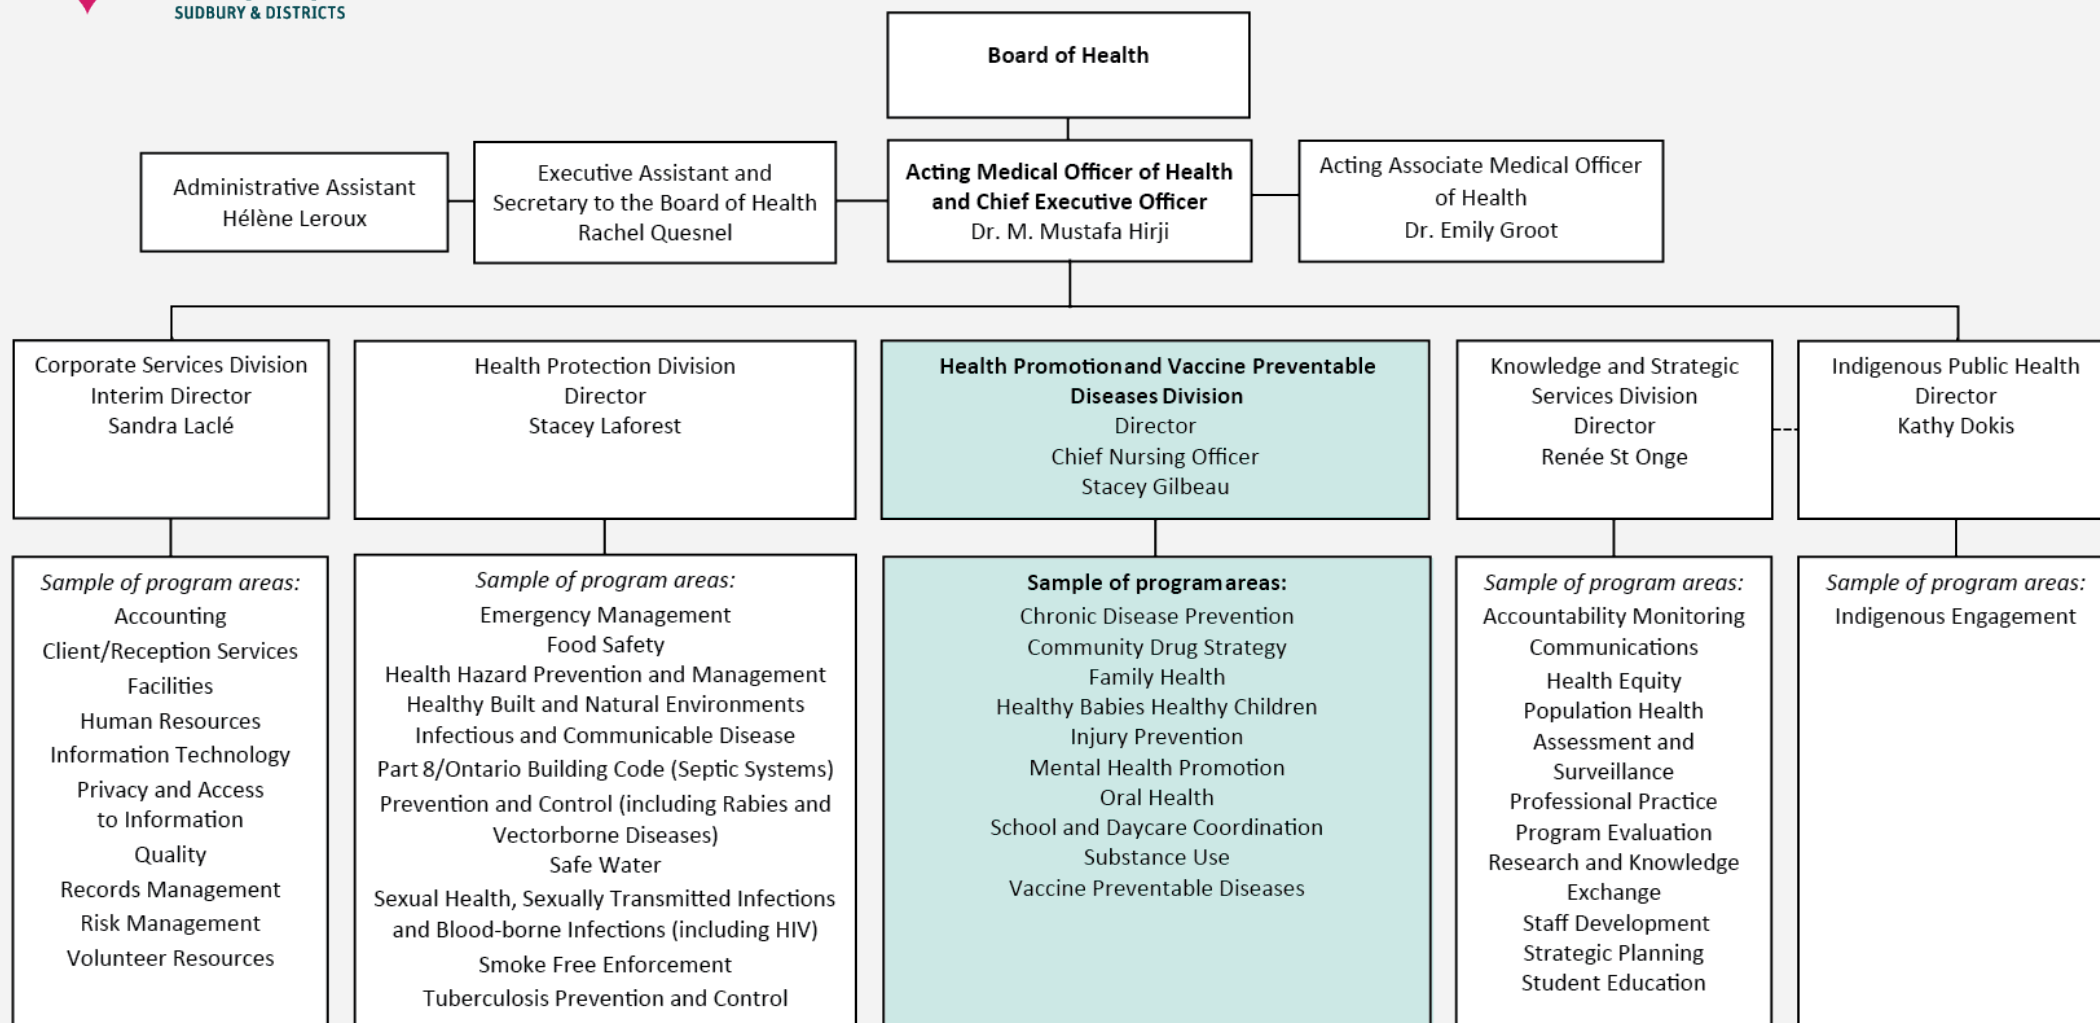 SUDBURY & DISTRICTS
Board of Health
Administrative Assistant
Hélène Leroux
Executive Assistant and
Secretary to the Board of Health
Rachel Quesnel
Acting Medical Officer of Health
and Chief Executive Officer
Dr. M. Mustafa Hirji
Acting Associate Medical Officer
of Health
Dr. Emily Groot
Corporate Services Division
Interim Director
Sandra Laclé
Health Protection Division
Director
Stacey Laforest
Health Promotionand Vaccine Preventable
Diseases Division
Director
Chief Nursing Officer
Stacey Gilbeau
Knowledge and Strategic
Services Division
Director
Renée St Onge
Indigenous Public Health
Director
Kathy Dokis
Sample of program areas:
Accounting
Client/Reception Services
Facilities
Human Resources
Information Technology
Privacy and Access
to Information
Quality
Records Management
Risk Management
Volunteer Resources
Sample of program areas:
Emergency Management
Food Safety
Health Hazard Prevention and Management
Healthy Built and Natural Environments
Infectious and Communicable Disease
Part 8/Ontario Building Code (Septic Systems)
Prevention and Control (including Rabies and
Vectorborne Diseases)
Safe Water
Sexual Health, Sexually Transmitted Infections
and Blood-borne Infections (including HIV)
Smoke Free Enforcement
Tuberculosis Prevention and Control
Sample of program areas:
Chronic Disease Prevention
Community Drug Strategy
Family Health
Healthy Babies Healthy Children
Injury Prevention
Mental Health Promotion
Oral Health
School and Daycare Coordination
Substance Use
Vaccine Preventable Diseases
Sample of program areas:
Accountability Monitoring
Communications
Health Equity
Population Health
Assessment and
Surveillance
Professional Practice
Program Evaluation
Research and Knowledge
Exchange
Staff Development
Strategic Planning
Student Education
Sample of program areas:
Indigenous Engagement